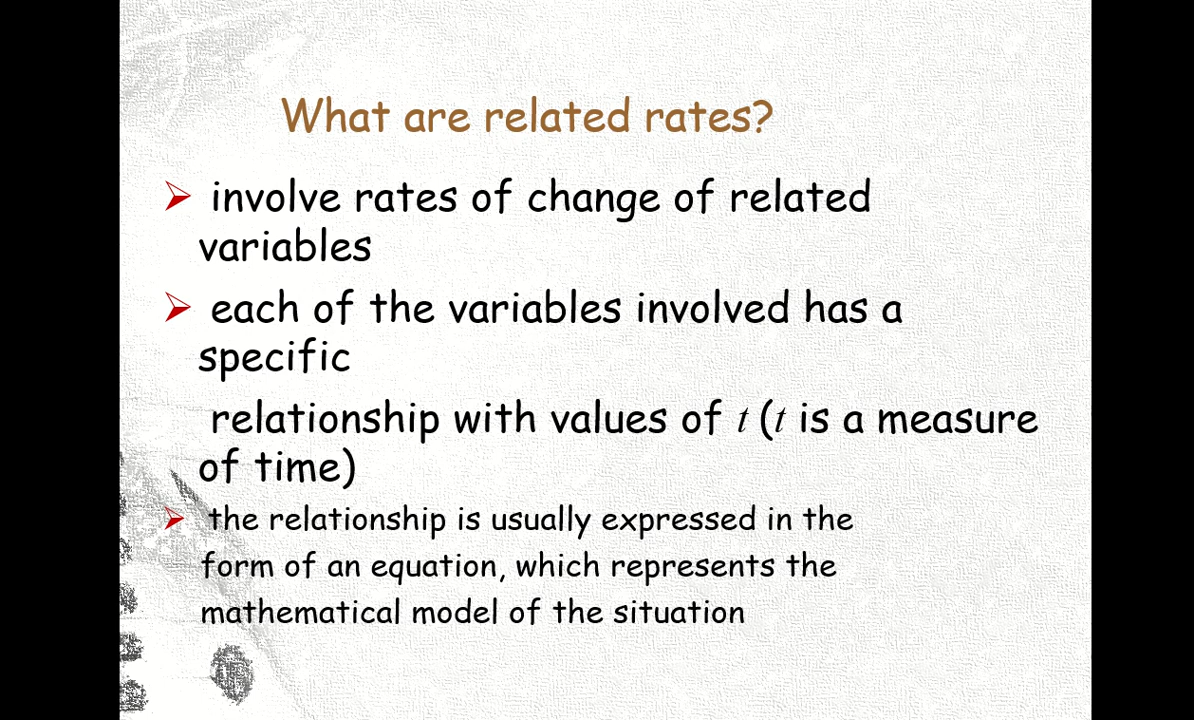 What are related rates?
involve rates of change of related
variables
each of the variables involved has a
specific
relationship with values of t (t is a measure
of time)
the relationship is usually expressed in the
form of an equation, which represents the
mathematical model of the situation